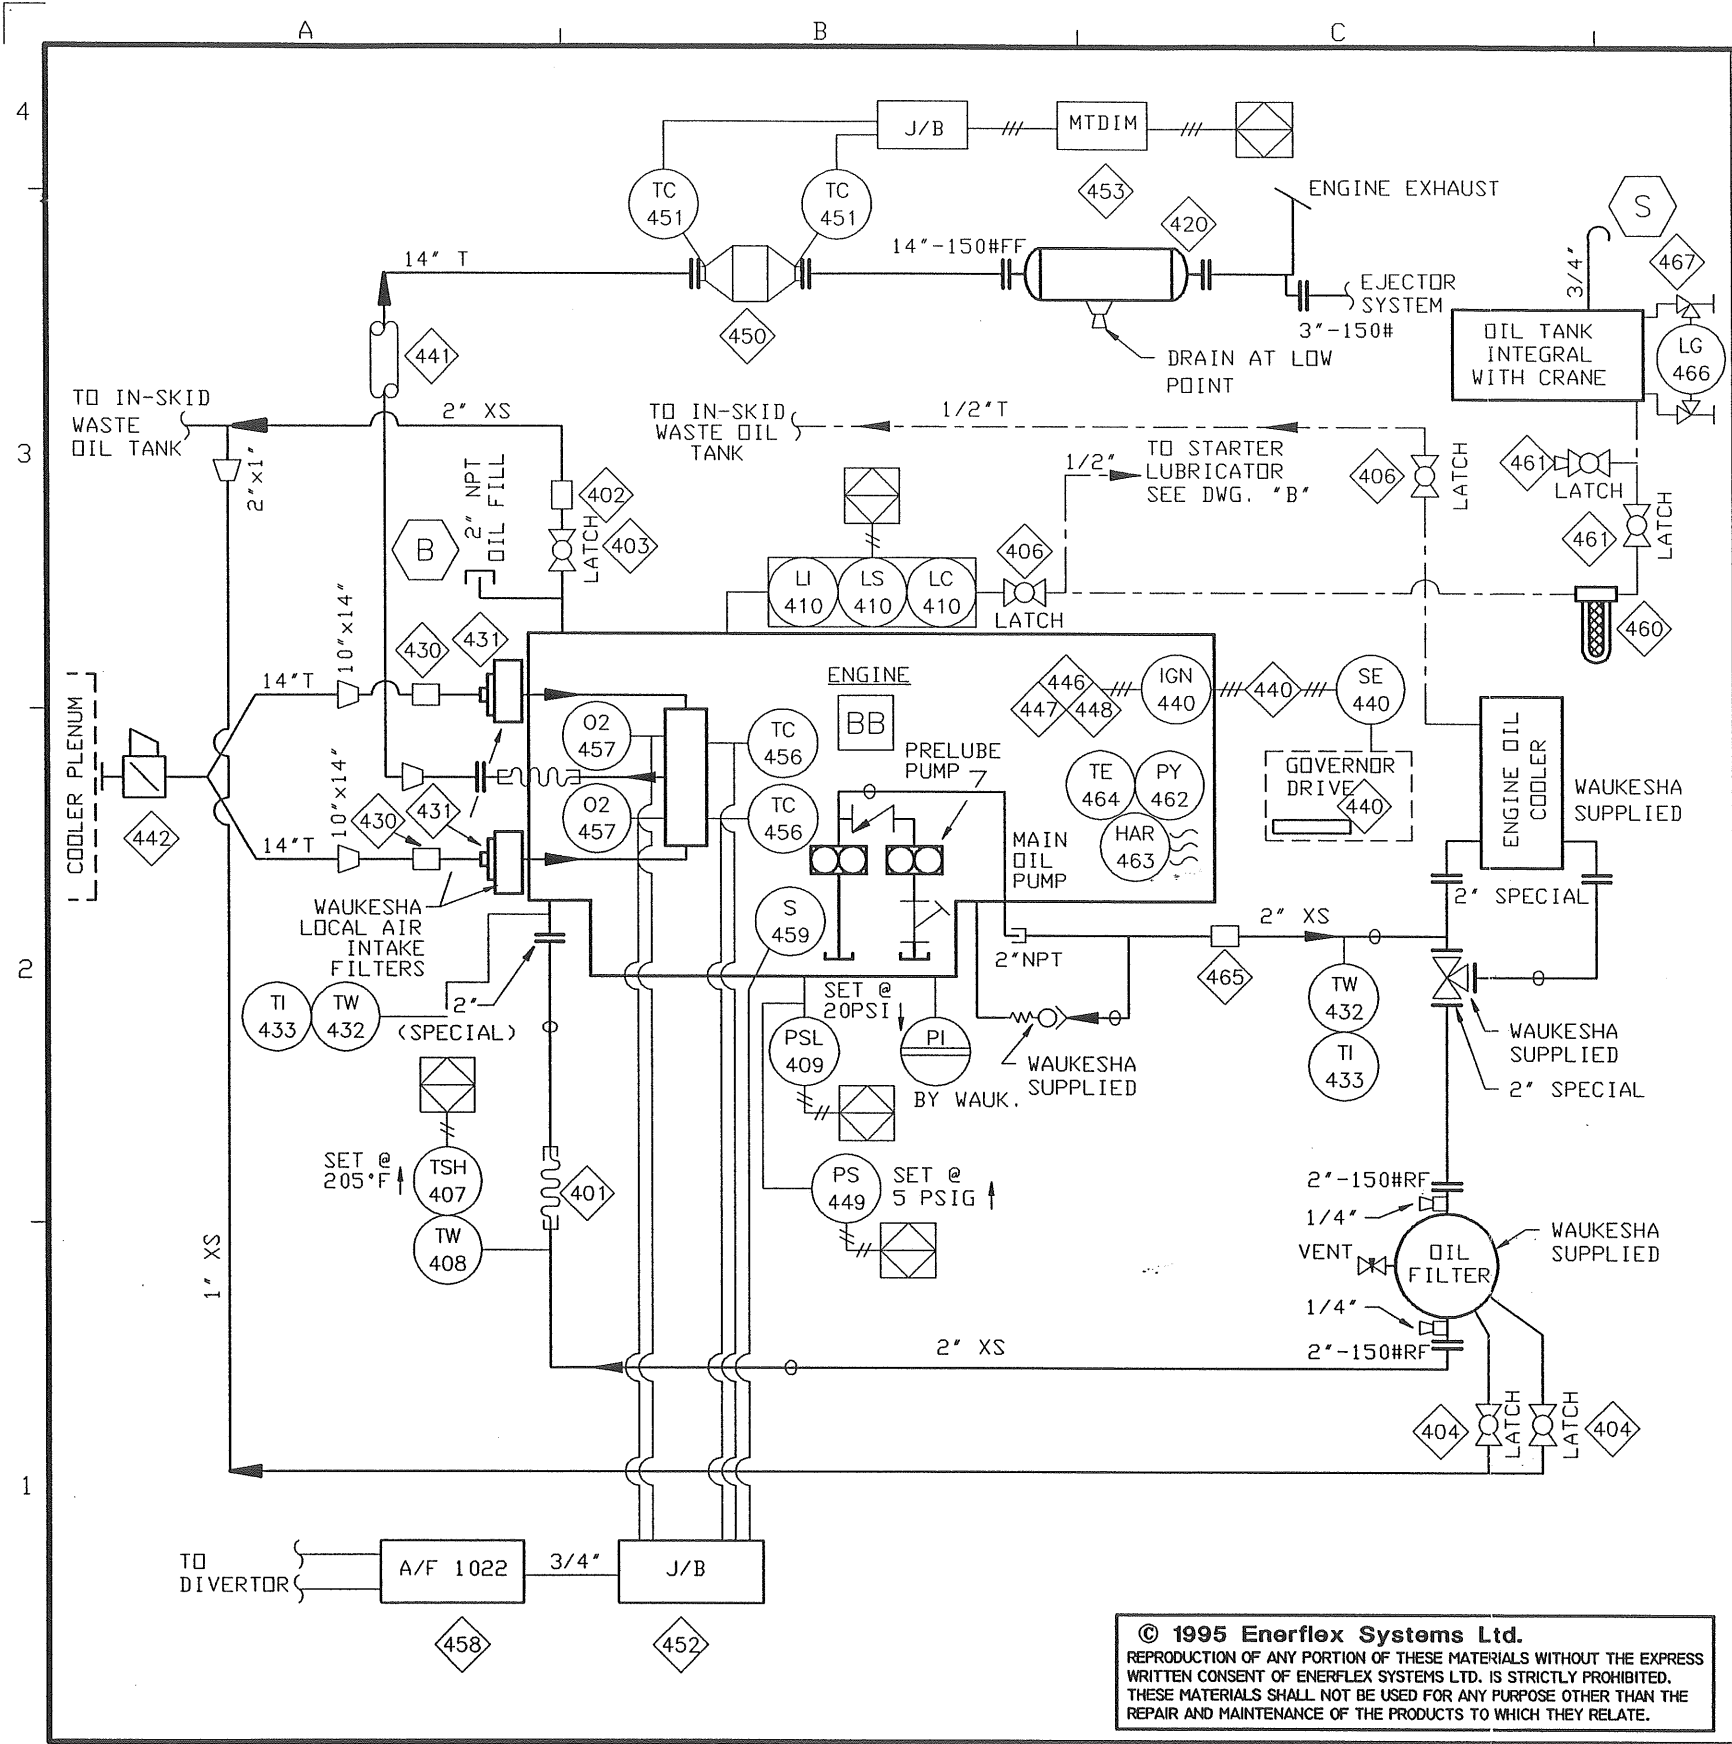 A
B
C
4
3
2
1
J/B
MTDIM
453
TC
451
TC
451
ENGINE EXHAUST
420
S
467
3/4"
14" T
14"-150#FF
EJECTOR
SYSTEM
3"-150#
450
441
DRAIN AT LOW
POINT
OIL TANK
INTEGRAL
WITH CRANE
LG
466
TO IN-SKID
WASTE
OIL TANK
2" XS
2"x1"
2" NPT
OIL FILL
402
403
LATCH
B
TO IN-SKID
WASTE OIL
TANK
1/2"T
1/2"
TO STARTER
LUBRICATOR
SEE DWG. "B"
406
LATCH
461
LATCH
461
LATCH
460
LI
410
LS
410
LC
410
406
LATCH
10"x14"
430
431
14"T
COOLER PLENUM
442
10"x14"
430
431
14"T
WAUKESHA
LOCAL AIR
INTAKE
FILTERS
ENGINE
BB
O2
457
O2
457
TC
456
TC
456
PRELUBE
PUMP
MAIN
OIL
PUMP
446
447
448
IGN
440
440
SE
440
TE
464
PY
462
HAR
463
GOVERNOR
DRIVE
440
ENGINE OIL
COOLER
WAUKESHA
SUPPLIED
2" SPECIAL
S
459
2"NPT
2" XS
465
TW
432
TI
433
TI
433
TW
432
2"
(SPECIAL)
SET @
20PSI
PSL
409
PI
BY WAUK.
WAUKESHA
SUPPLIED
WAUKESHA
SUPPLIED
2" SPECIAL
SET @
205°F
TSH
407
TW
408
401
PS
449
SET @
5 PSIG
2"-150#RF
1/4"
VENT
OIL
FILTER
WAUKESHA
SUPPLIED
1/4"
2"-150#RF
1" XS
2" XS
404
LATCH
LATCH
404
TO
DIVERTOR
A/F 1022
3/4"
J/B
458
452
© 1995 Enerflex Systems Ltd.
REPRODUCTION OF ANY PORTION OF THESE MATERIALS WITHOUT THE EXPRESS
WRITTEN CONSENT OF ENERFLEX SYSTEMS LTD. IS STRICTLY PROHIBITED.
THESE MATERIALS SHALL NOT BE USED FOR ANY PURPOSE OTHER THAN THE
REPAIR AND MAINTENANCE OF THE PRODUCTS TO WHICH THEY RELATE.